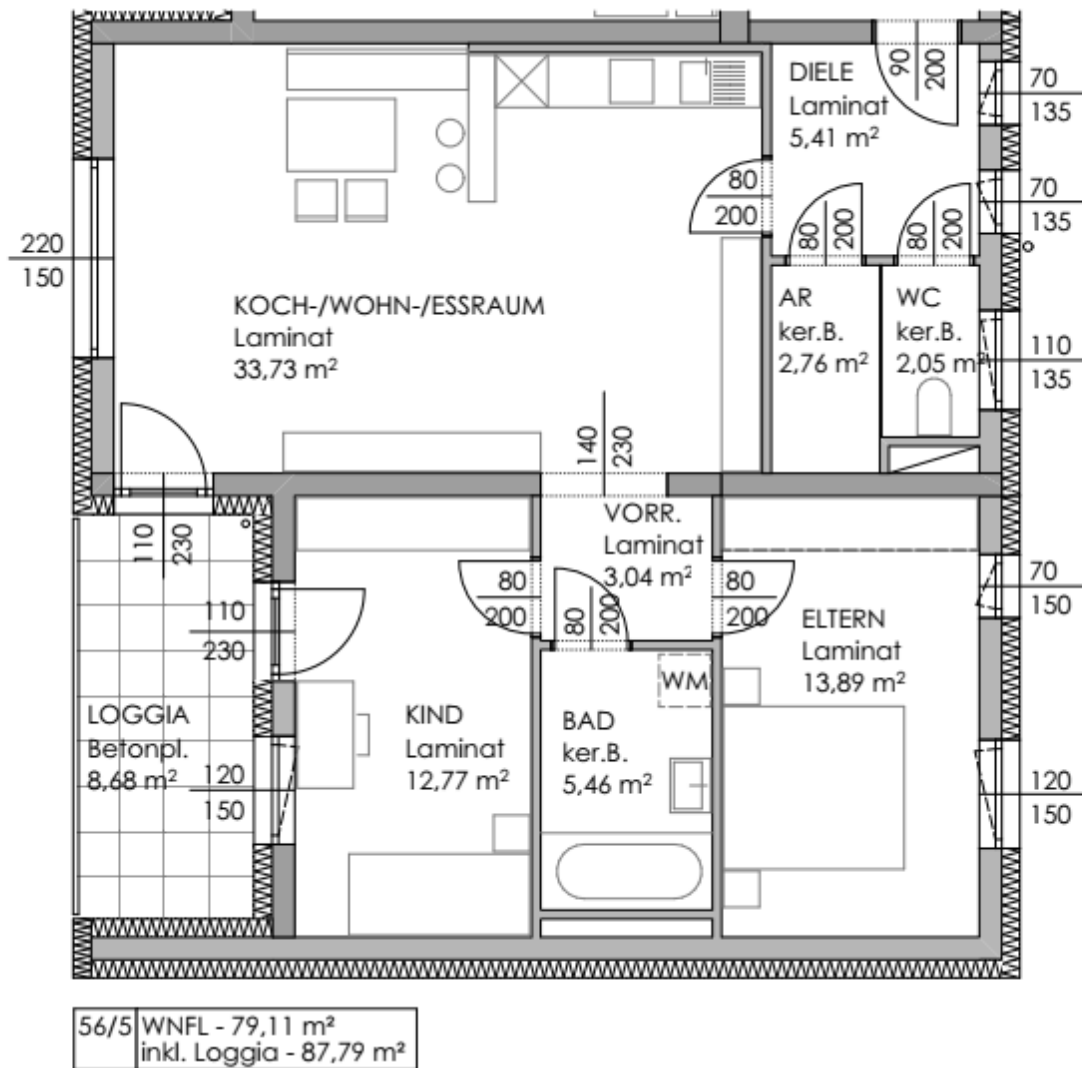 DIELE
Laminat
5,41 m²
90
200
70
135
70
135
80
200
80
200
80
200
220
150
KOCH-/WOHN-/ESSRAUM
Laminat
33,73 m²
AR
ker.B.
2,76 m²
WC
ker.B.
2,05 m²
110
135
140
230
110
230
VORR.
Laminat
3,04 m²
80
200
80
200
80
200
70
150
110
230
ELTERN
Laminat
13,89 m²
WM
LOGGIA
Betonpl.
8,68 m²
KIND
Laminat
12,77 m²
BAD
ker.B.
5,46 m²
120
150
120
150
56/5 WNFL - 79,11 m²
inkl. Loggia - 87,79 m²